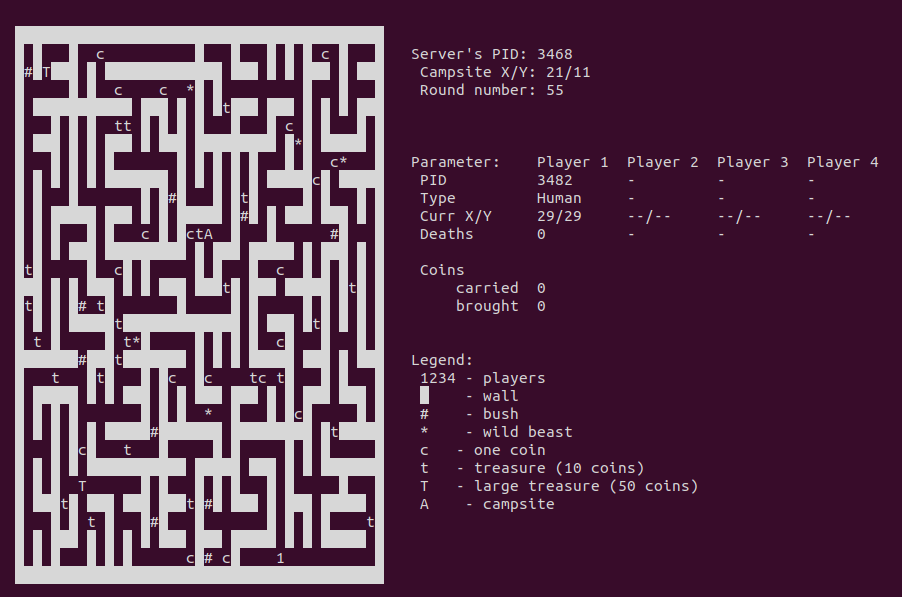 c c Server's PID: 3468
# T Campsite X/Y: 21/11
c c * Round number: 55
t
tt c
*
c* Parameter: Player 1 Player 2 Player 3 Player 4
c PID 3482 - - -
# t Type Human - - -
# Curr X/Y 29/29 --/-- --/-- --/--
c ctA # Deaths 0 - - -
t c c Coins
t t carried 0
t # t brought 0
t t
t t* c
# t Legend:
t t c c tc t 1234 - players
- wall
* c # - bush
# t * - wild beast
c t c - one coin
t - treasure (10 coins)
T T - large treasure (50 coins)
t t # A - campsite
t # t
c # c 1